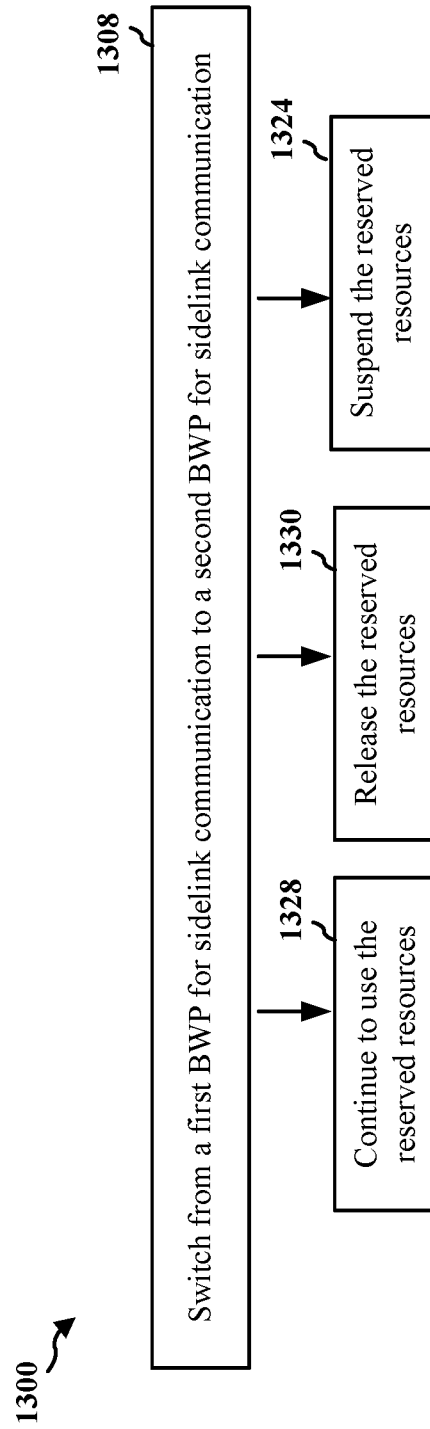 1300
1308
Switch from a first BWP for sidelink communication to a second BWP for sidelink communication
1328
Continue to use the
reserved resources
1330
Release the reserved
resources
1324
Suspend the reserved
resources